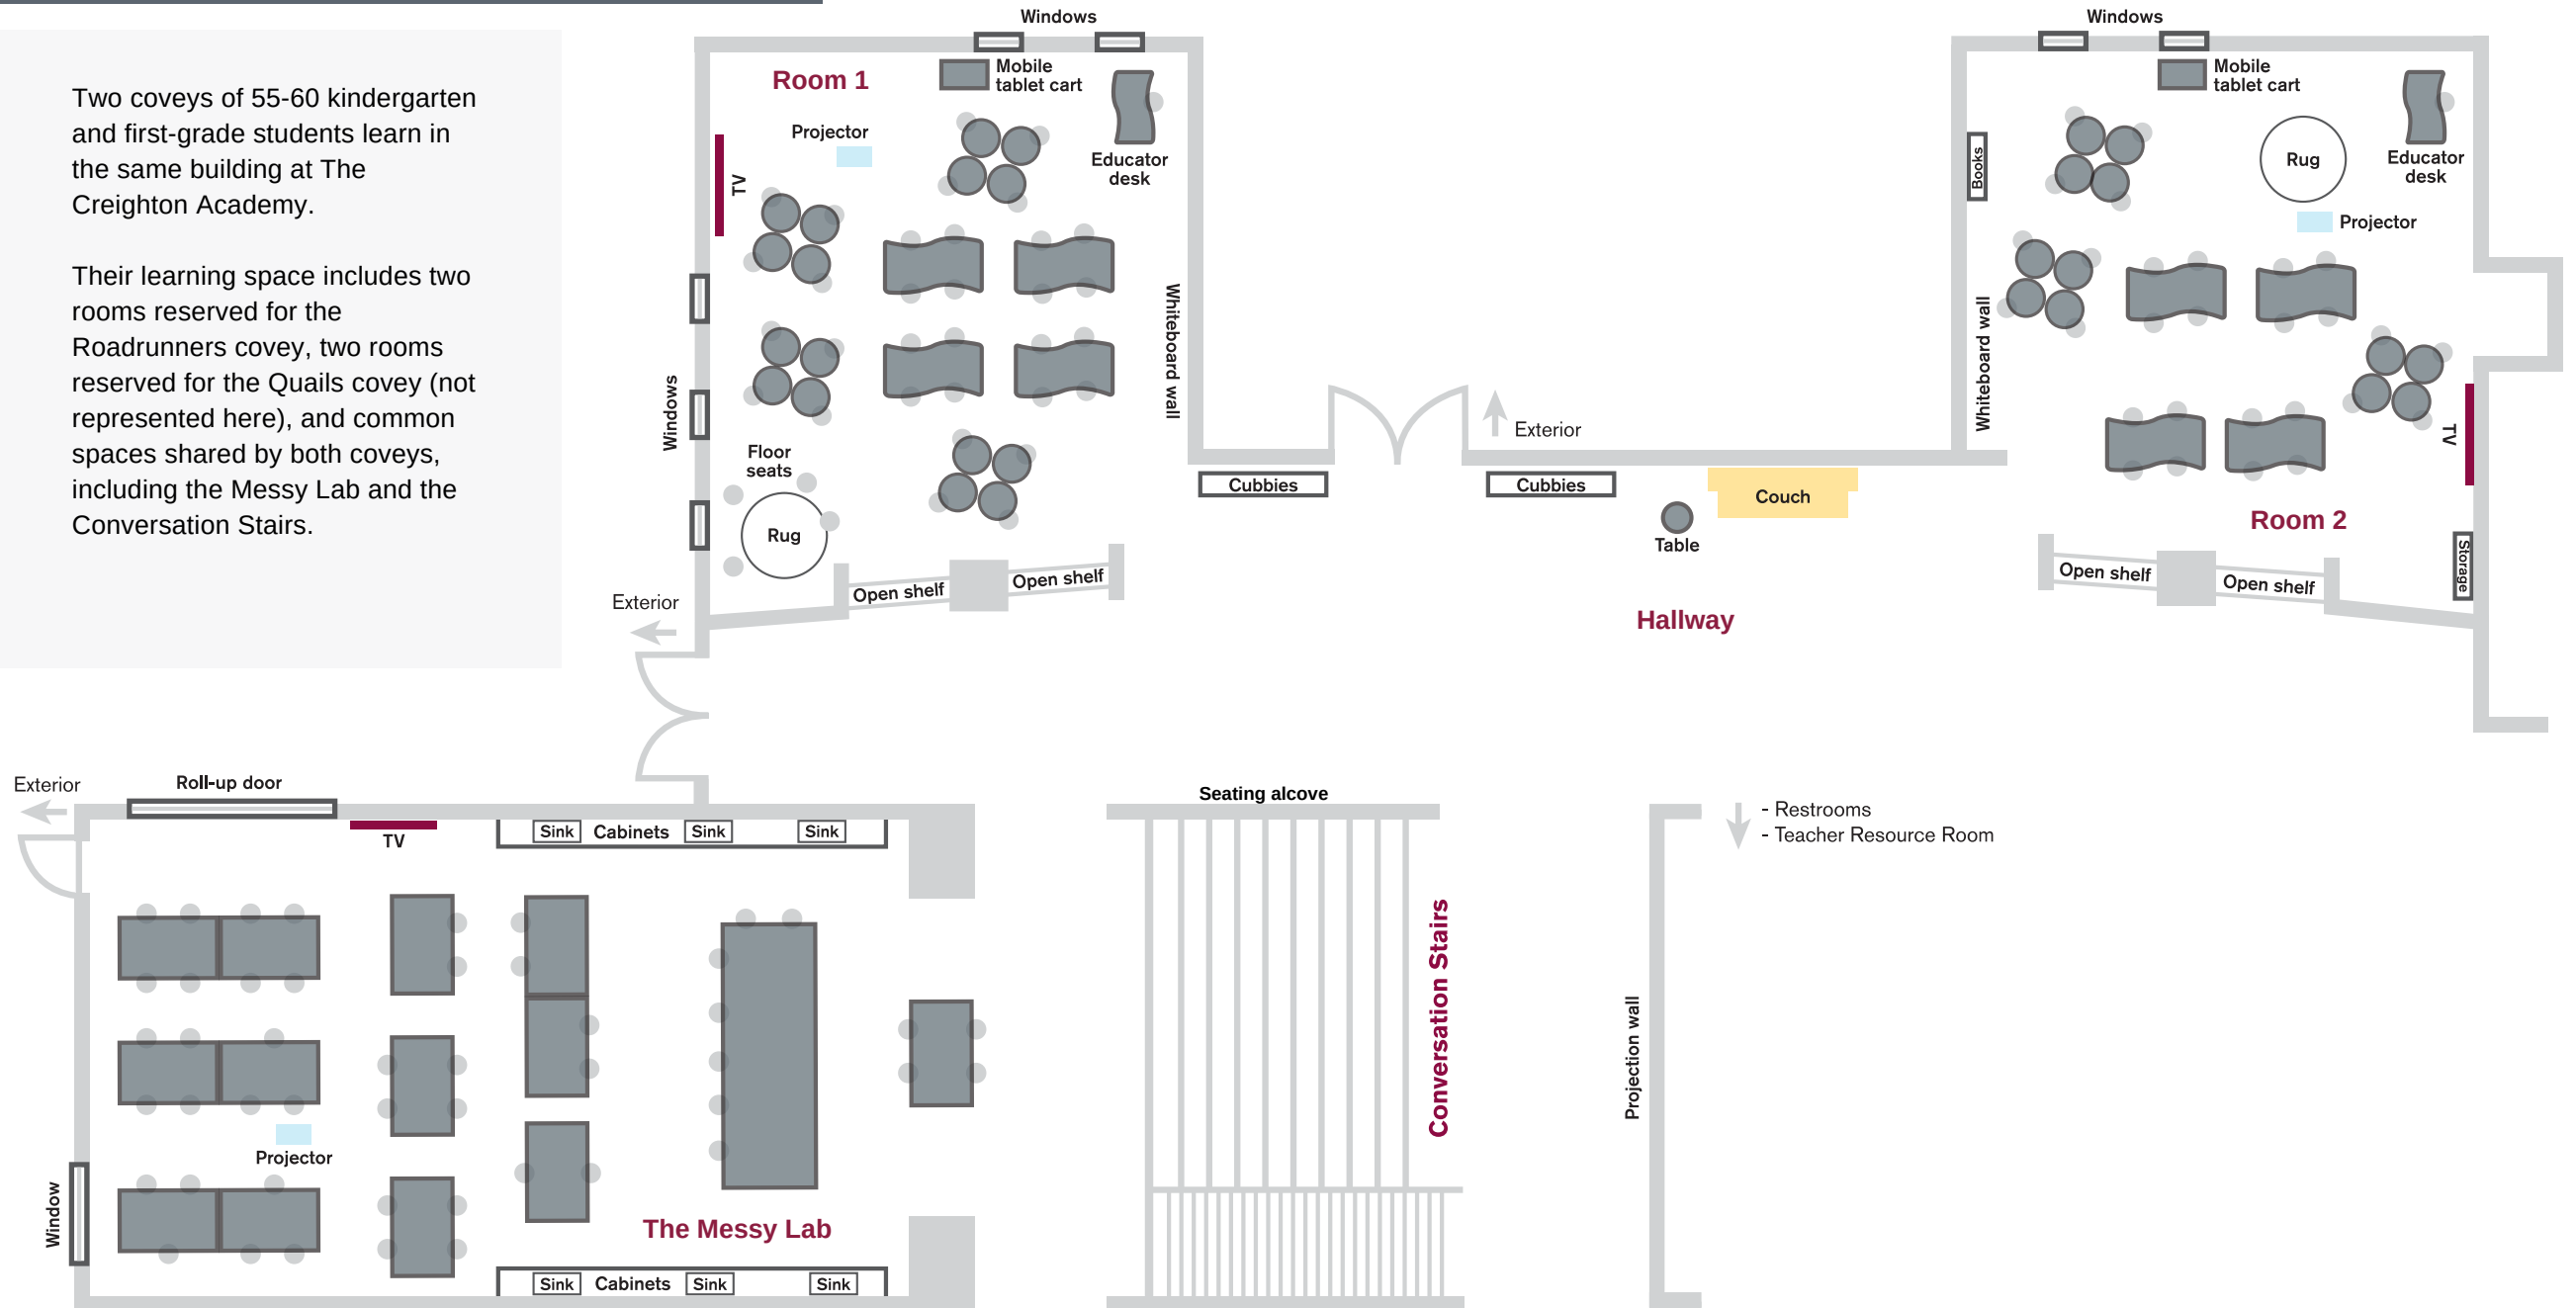 Two coveys of 55-60 kindergarten
and first-grade students learn in
the same building at The
Creighton Academy.
Their learning space includes two
rooms reserved for the
Roadrunners covey, two rooms
reserved for the Quails covey (not
represented here), and common
spaces shared by both coveys,
including the Messy Lab and the
Conversation Stairs.
Windows
Room 1
Mobile
tablet cart
Projector
TV
Educator
desk
Whiteboard wall
Windows
Floor
seats
Rug
Open shelf
Open shelf
Exterior
Cubbies
Exterior
Cubbies
Couch
Table
Hallway
Windows
Mobile
tablet cart
Books
Rug
Educator
desk
Projector
Whiteboard wall
TV
Room 2
Storage
Open shelf
Open shelf
Exterior
Roll-up door
TV
Sink
Cabinets
Sink
Sink
Projector
Window
The Messy Lab
Sink
Cabinets
Sink
Sink
Seating alcove
Conversation Stairs
Projection wall
- Restrooms
- Teacher Resource Room